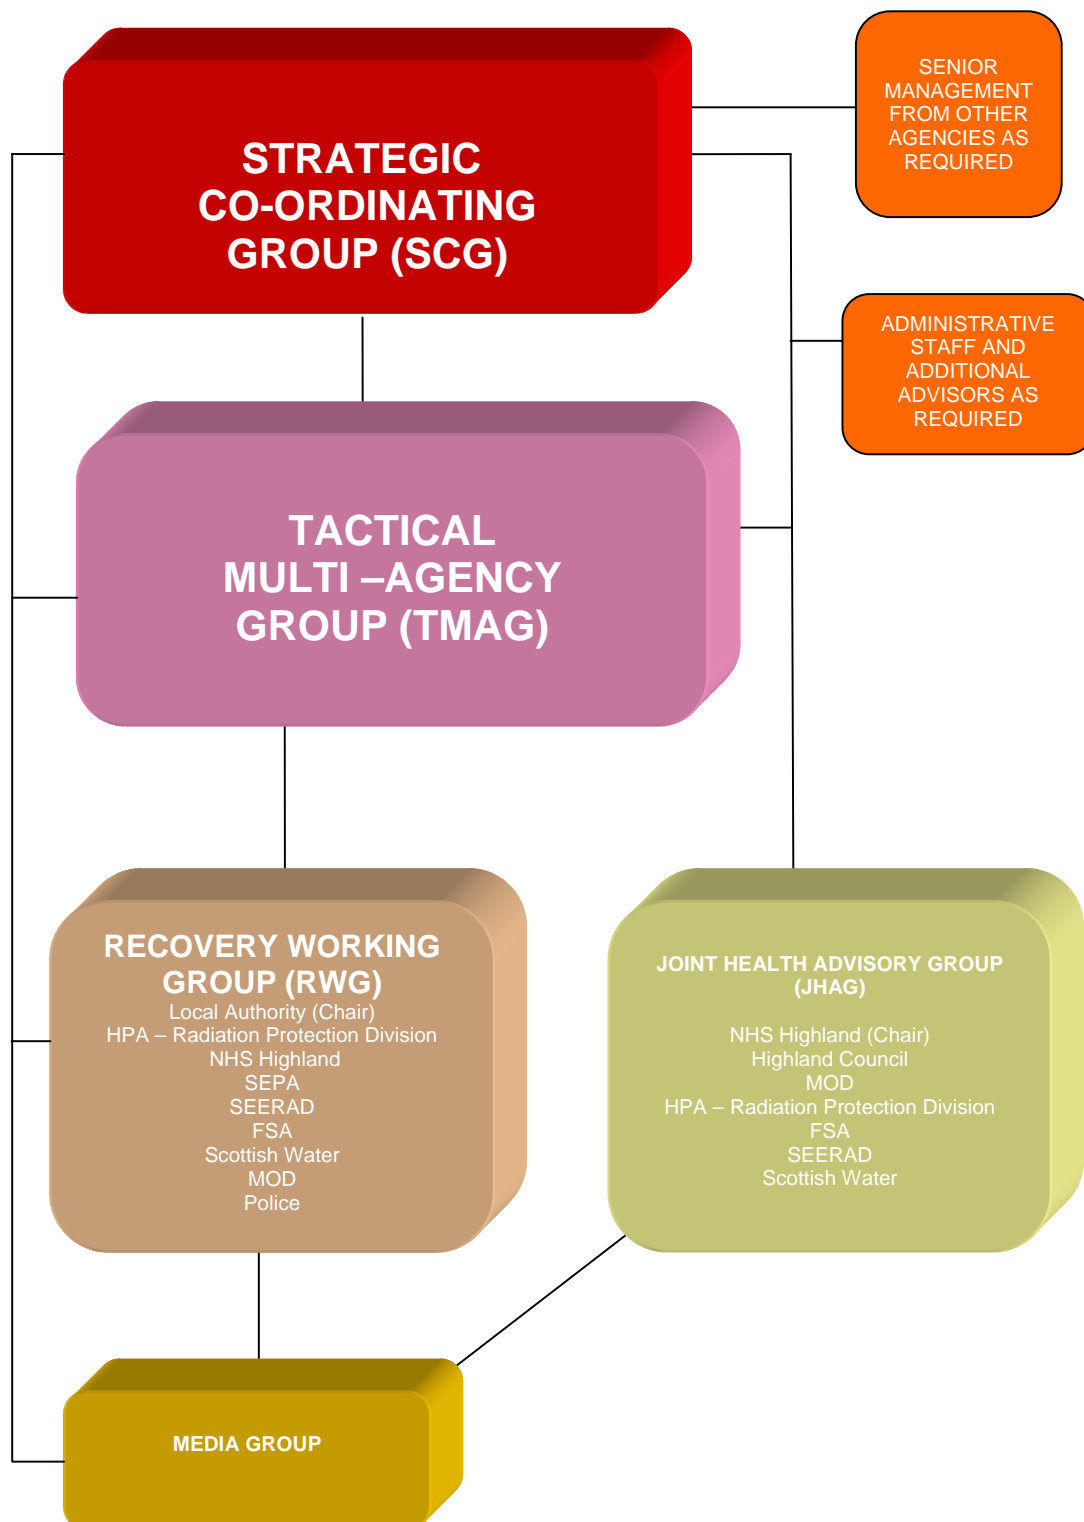 STRATEGIC
CO-ORDINATING
GROUP (SCG)
SENIOR
MANAGEMENT
FROM OTHER
AGENCIES AS
REQUIRED
ADMINISTRATIVE
STAFF AND
ADDITIONAL
ADVISORS AS
REQUIRED
TACTICAL
MULTI –AGENCY
GROUP (TMAG)
RECOVERY WORKING
GROUP (RWG)
Local Authority (Chair)
HPA – Radiation Protection Division
NHS Highland
SEPA
SEERAD
FSA
Scottish Water
MOD
Police
JOINT HEALTH ADVISORY GROUP
(JHAG)
NHS Highland (Chair)
Highland Council
MOD
HPA – Radiation Protection Division
FSA
SEERAD
Scottish Water
MEDIA GROUP